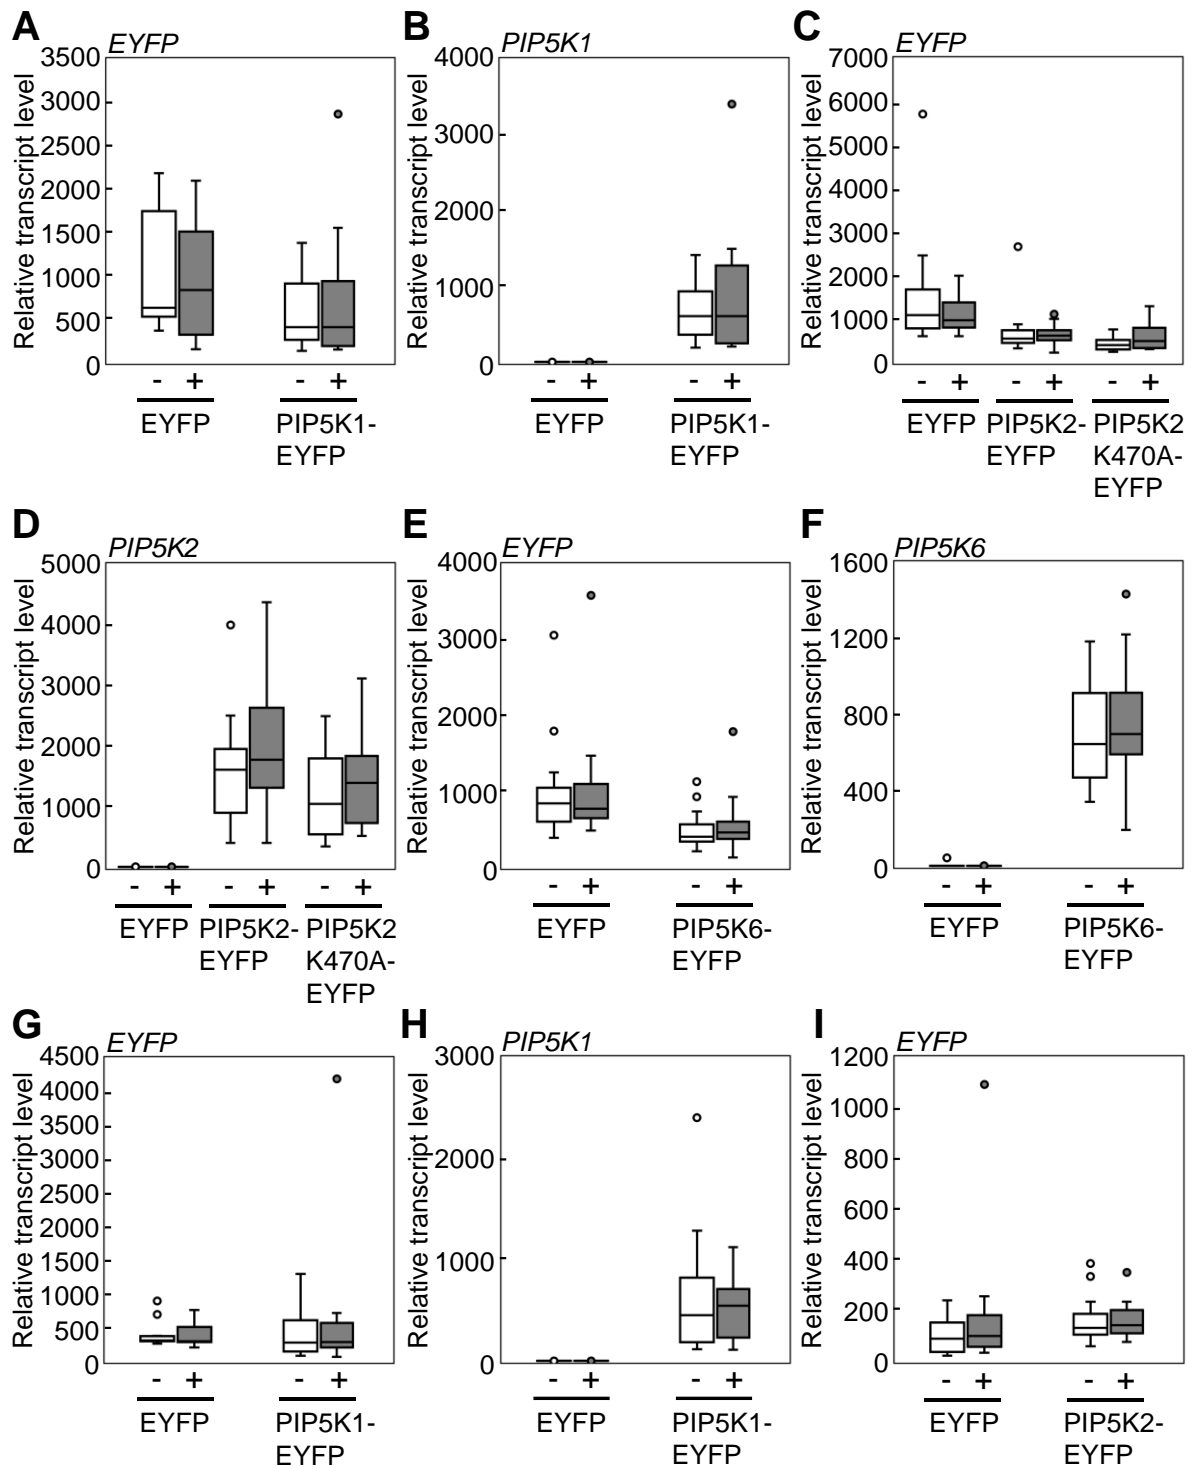 A EYFP
Relative transcript level
3500
3000
2500
2000
1500
1000
500
0
- + - +
EYFP PIP5K1-
EYFP
B PIP5K1
Relative transcript level
4000
3000
2000
1000
0
- + - +
EYFP PIP5K1-
EYFP
C EYFP
Relative transcript level
7000
6000
5000
4000
3000
2000
1000
0
- + - + - +
EYFP PIP5K2- PIP5K2
EYFP K470A-
EYFP
D PIP5K2
Relative transcript level
5000
4000
3000
2000
1000
0
- + - + - +
EYFP PIP5K2- PIP5K2
EYFP K470A-
EYFP
E EYFP
Relative transcript level
4000
3000
2000
1000
0
- + - +
EYFP PIP5K6-
EYFP
F PIP5K6
Relative transcript level
1600
1200
800
400
0
- + - +
EYFP PIP5K6-
EYFP
G EYFP
Relative transcript level
4500
4000
3500
3000
2500
2000
1500
1000
500
0
- + - +
EYFP PIP5K1-
EYFP
H PIP5K1
Relative transcript level
3000
2000
1000
0
- + - +
EYFP PIP5K1-
EYFP
I EYFP
Relative transcript level
1200
1000
800
600
400
200
0
- + - +
EYFP PIP5K2-
EYFP